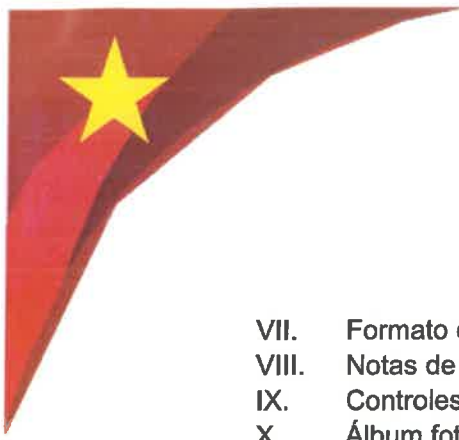 VII. Formato
VIII. Notas de
IX. Controles
X. Álbum fot